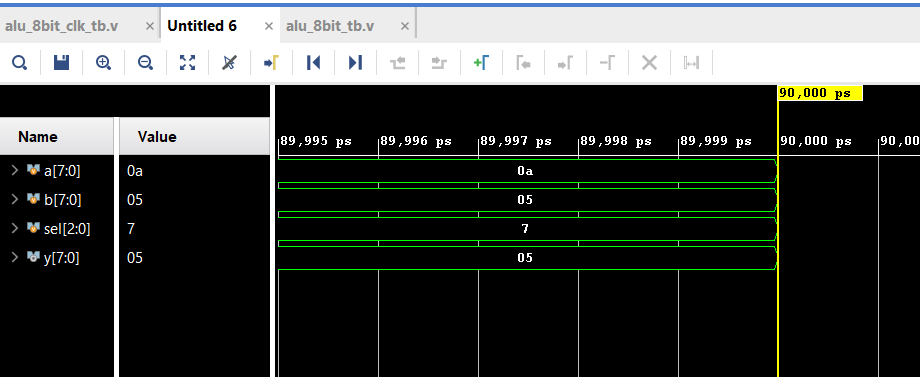 alu_8bit_clk_tb.v × Untitled 6 × alu_8bit_tb.v ×
90,000 ps
Name Value
89,995 ps 89,996 ps 89,997 ps 89,998 ps 89,999 ps 90,000 ps 90,00
a[7:0] 0a 0a
b[7:0] 05 05
sel[2:0] 7 7
y[7:0] 05 05